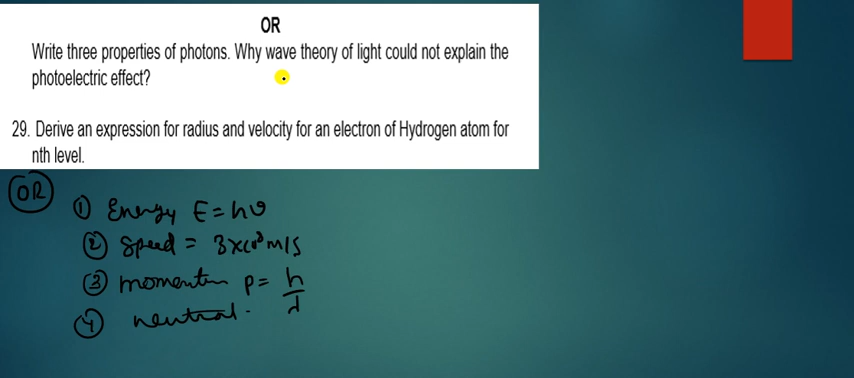 OR
Write three properties of photons. Why wave theory of light could not explain the
photoelectric effect?
29. Derive an expression for radius and velocity for an electron of Hydrogen atom for
nth level.
OR
① Energy E = hν
② Speed = 3×10⁸ m/s
③ momentum p = h/λ
④ neutral.